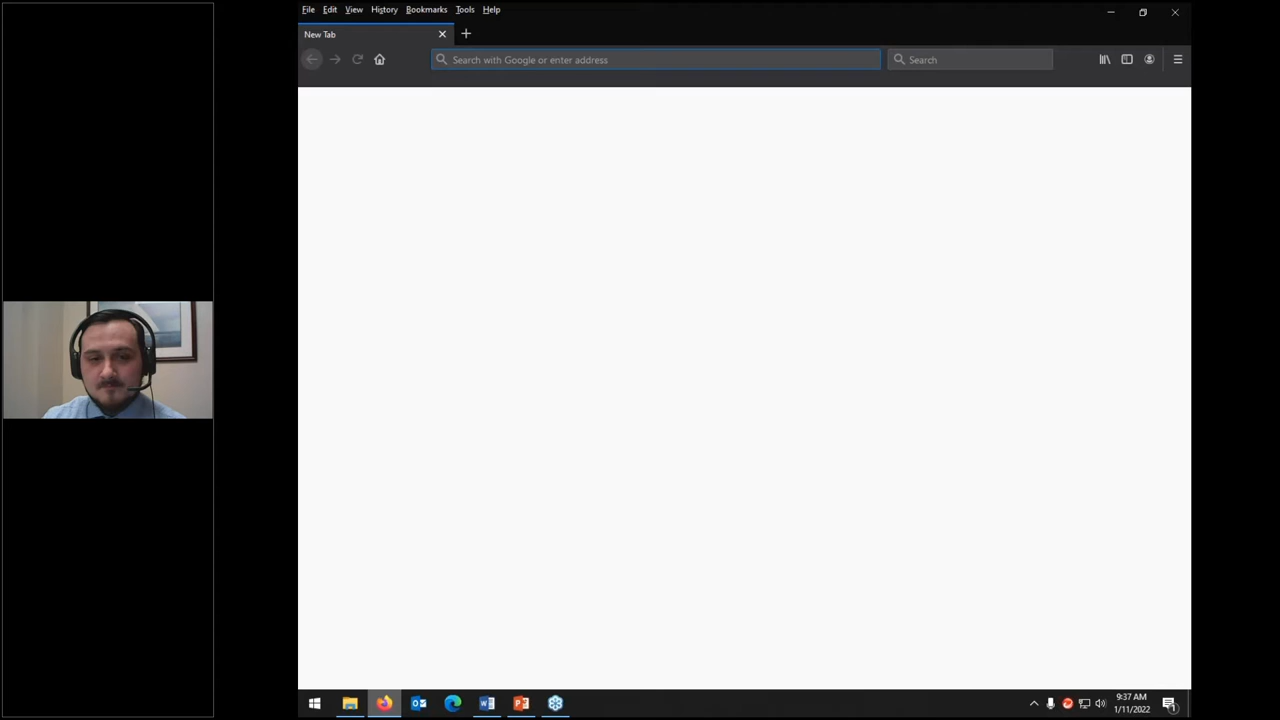 File Edit View History Bookmarks Tools Help
New Tab
Search with Google or enter address
Search
9:37 AM
1/11/2022
1